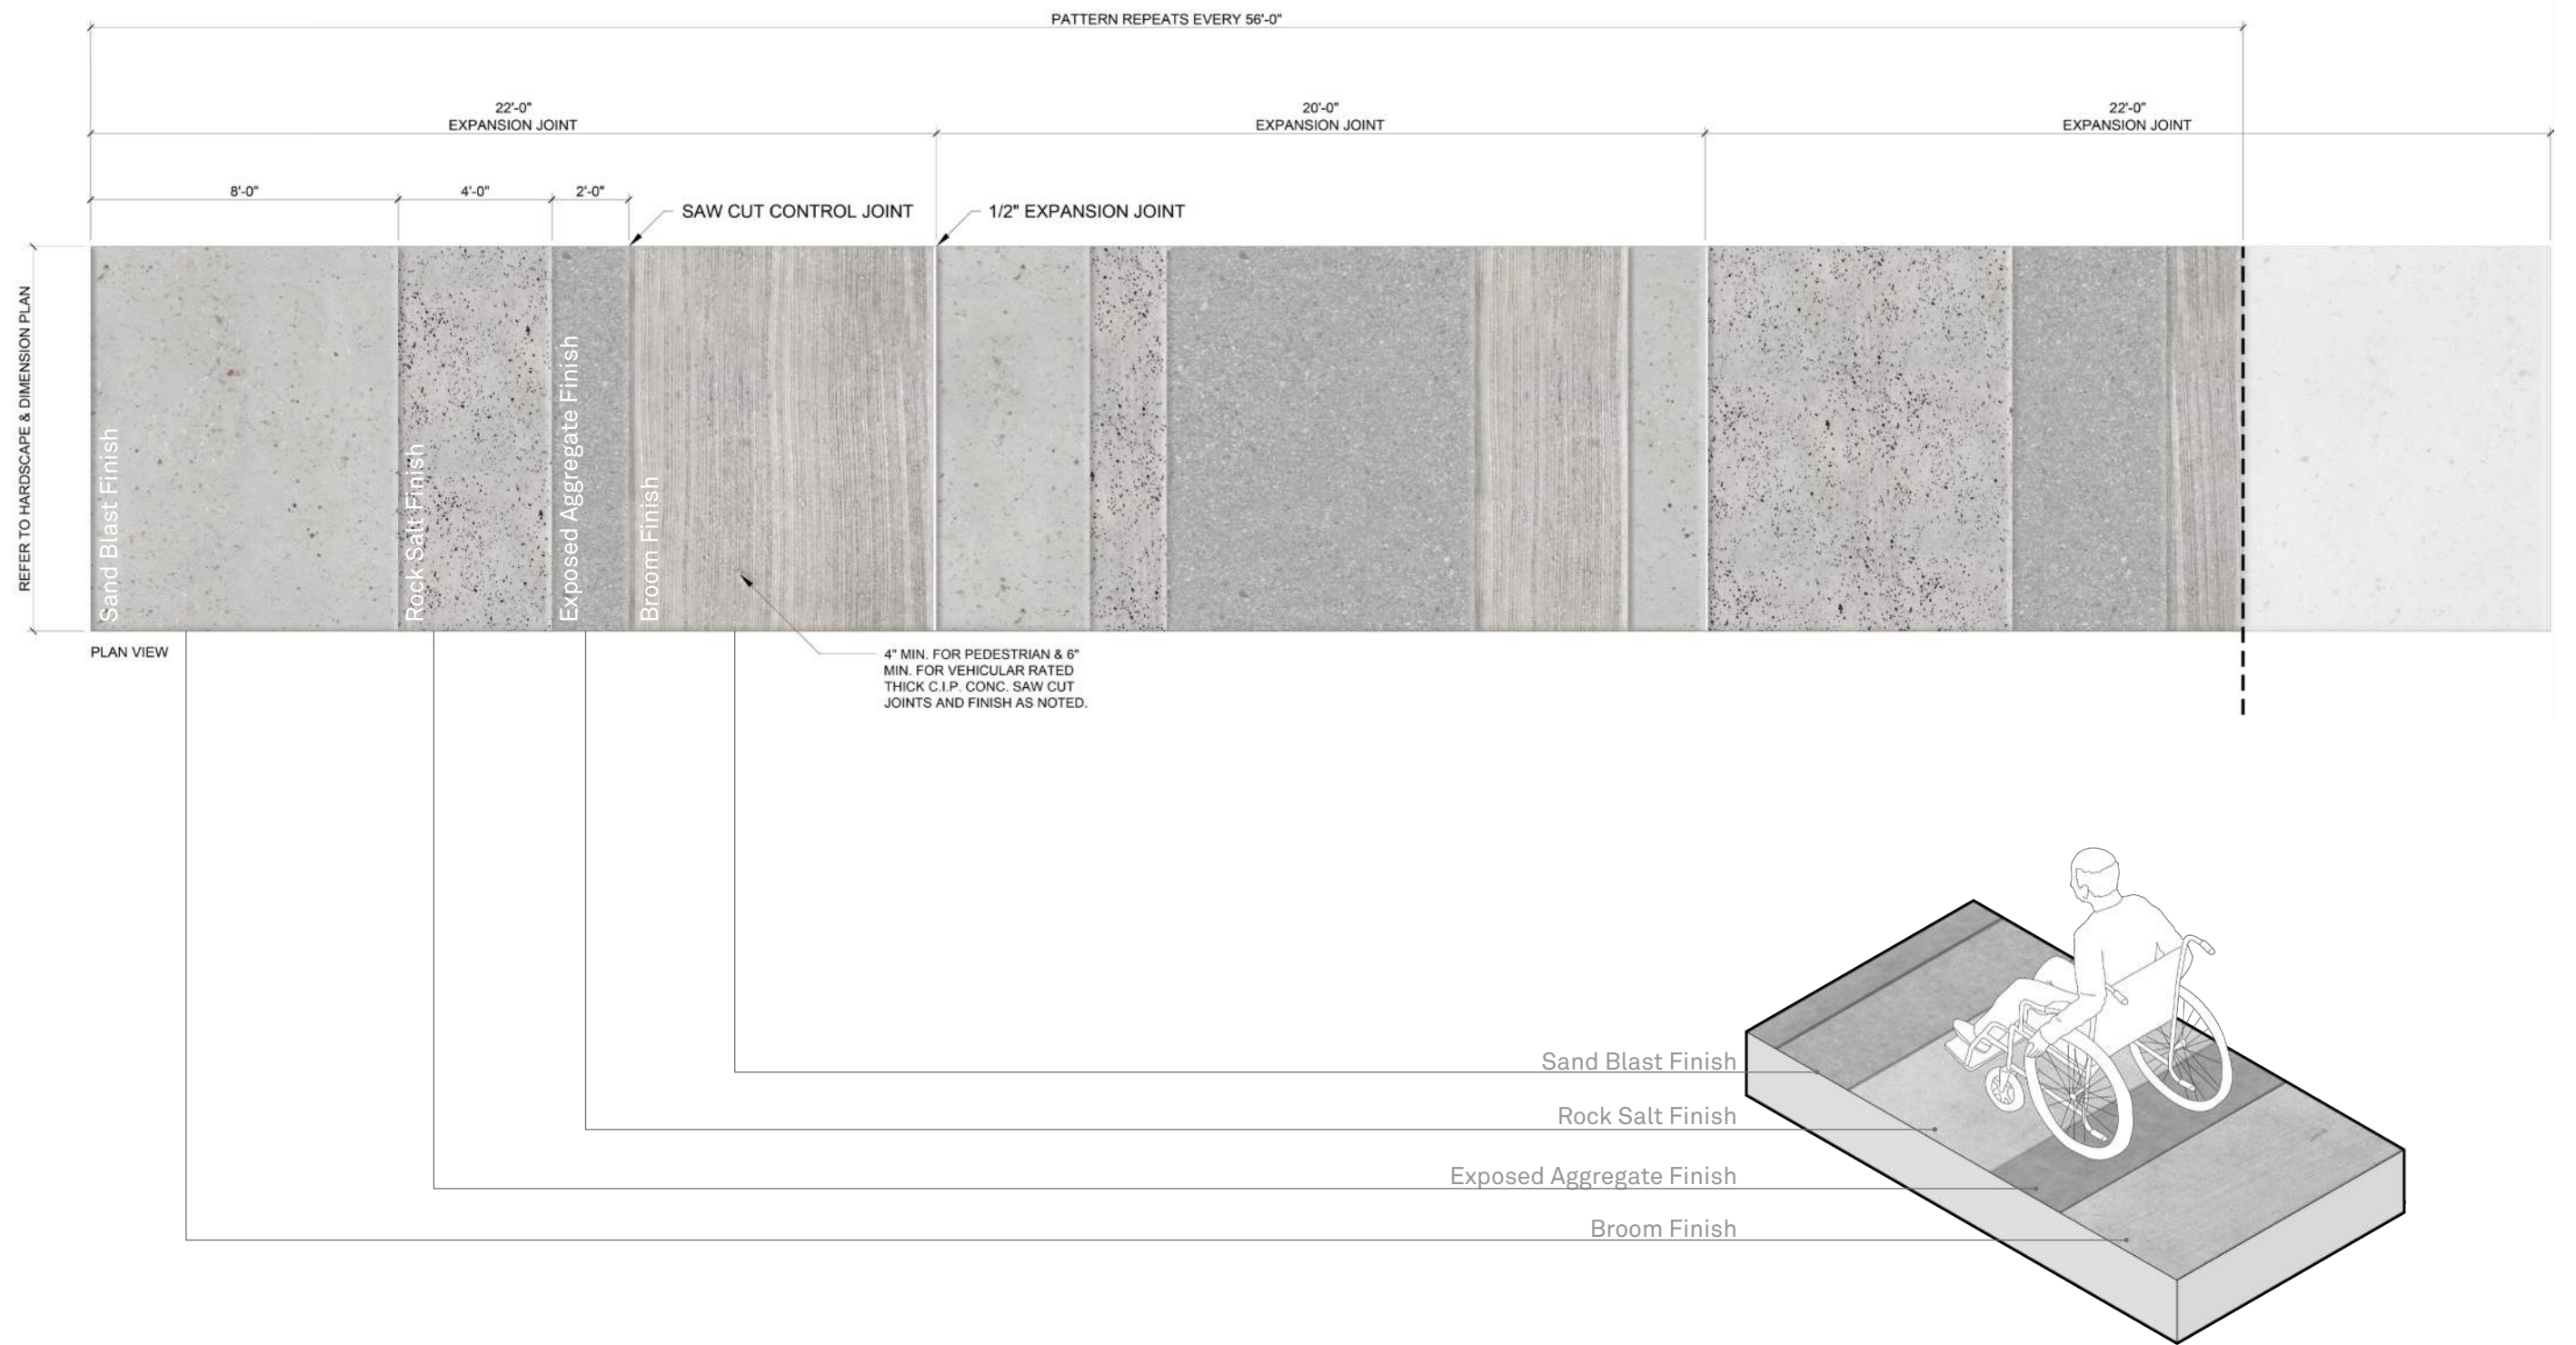 PATTERN REPEATS EVERY 56'-0"
22'-0"
EXPANSION JOINT
20'-0"
EXPANSION JOINT
22'-0"
EXPANSION JOINT
8'-0"
4'-0"
2'-0"
SAW CUT CONTROL JOINT
1/2" EXPANSION JOINT
REFER TO HARDSCAPE & DIMENSION PLAN
Sand Blast Finish
Rock Salt Finish
Exposed Aggregate Finish
Broom Finish
PLAN VIEW
4" MIN. FOR PEDESTRIAN & 6"
MIN. FOR VEHICULAR RATED
THICK C.I.P. CONC. SAW CUT
JOINTS AND FINISH AS NOTED.
Sand Blast Finish
Rock Salt Finish
Exposed Aggregate Finish
Broom Finish